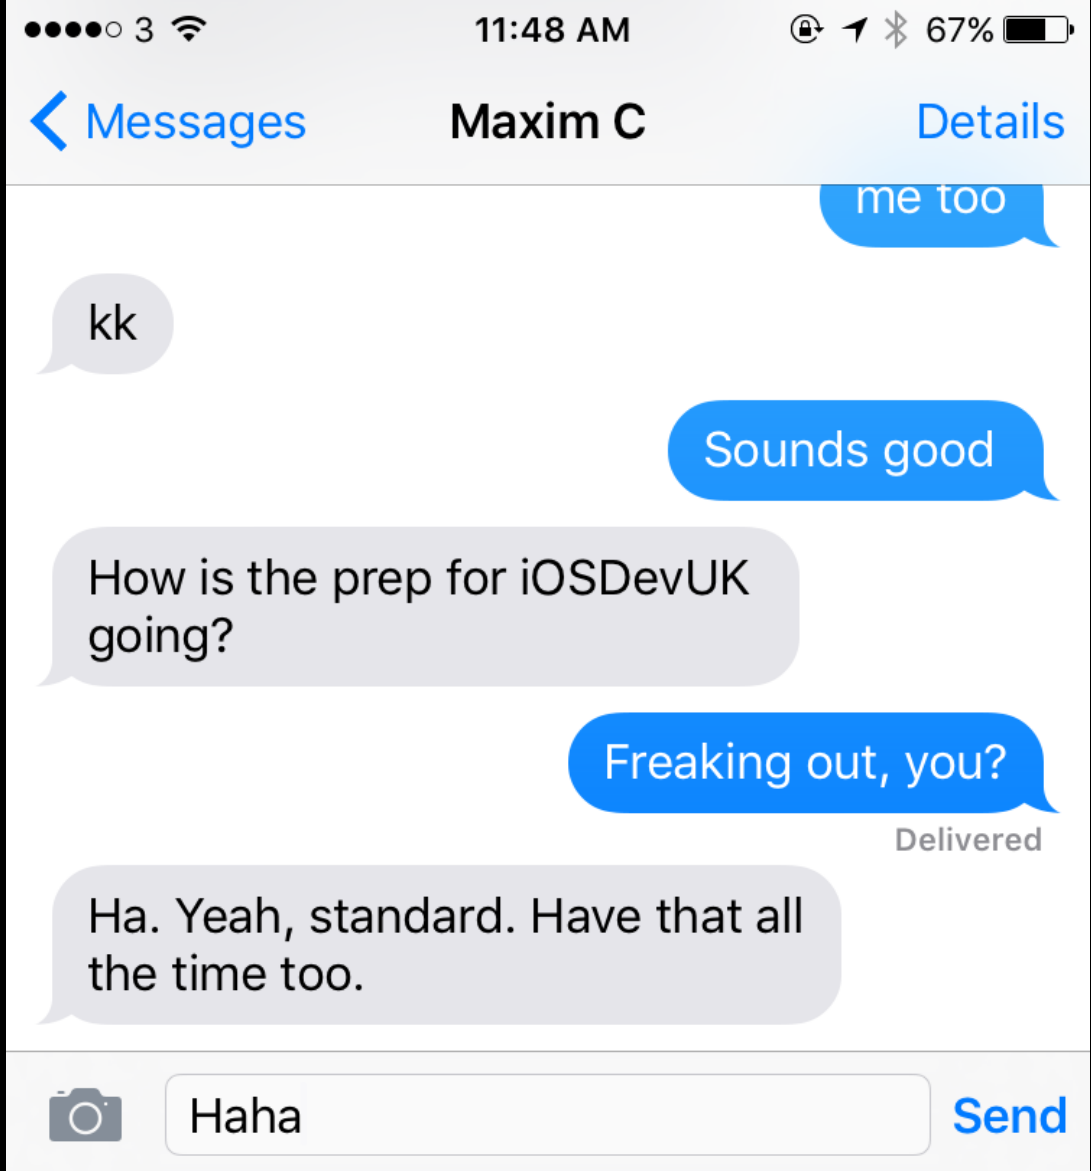 3 11:48 AM 67%
Messages Maxim C Details
me too
kk
Sounds good
How is the prep for iOSDevUK
going?
Freaking out, you?
Delivered
Ha. Yeah, standard. Have that all
the time too.
Haha Send